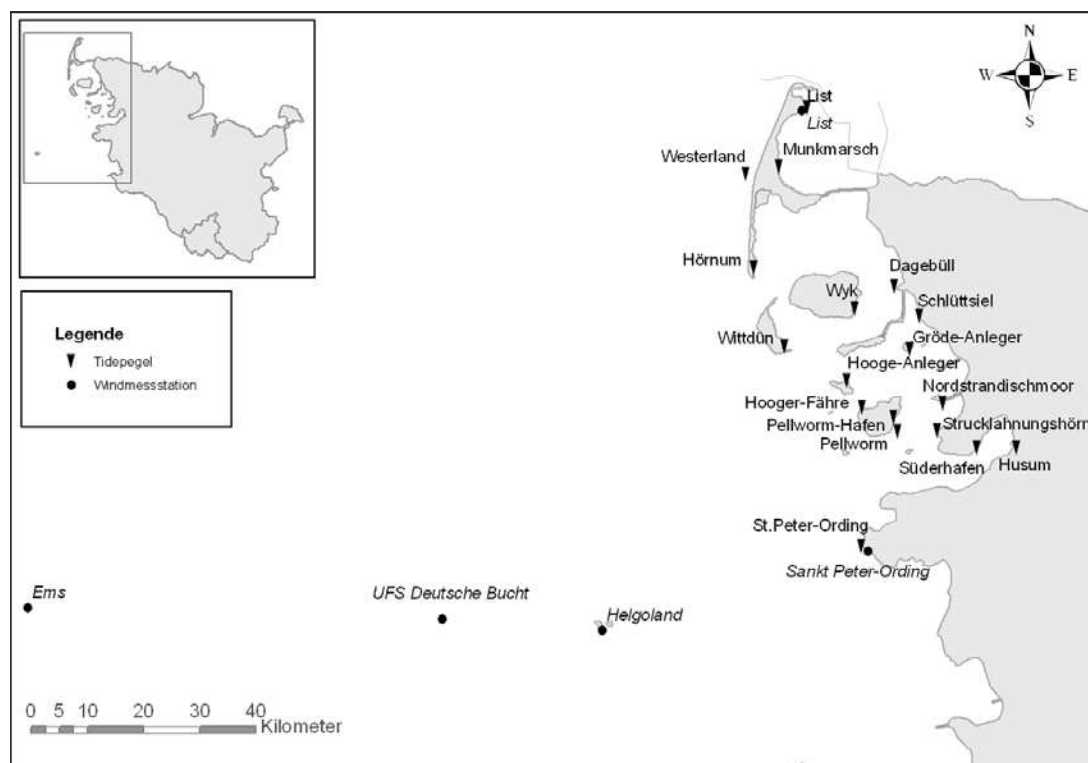 N
W
E
S
List
List
Munkmarsch
Westerland
Hörnum
Dagebüll
Wyk
Schlüttsiel
Wittdün
Gröde-Anleger
Hooge-Anleger
Nordstrandischmoor
Hooger-Fähre
Pellworm-Hafen
Strucklahnungshörn
Pellworm
Süderhafen
Husum
St.Peter-Ording
Sankt Peter-Ording
Legende
Tidepegel
Windmessstation
Ems
UFS Deutsche Bucht
Helgoland
0 5 10 20 30 40
Kilometer